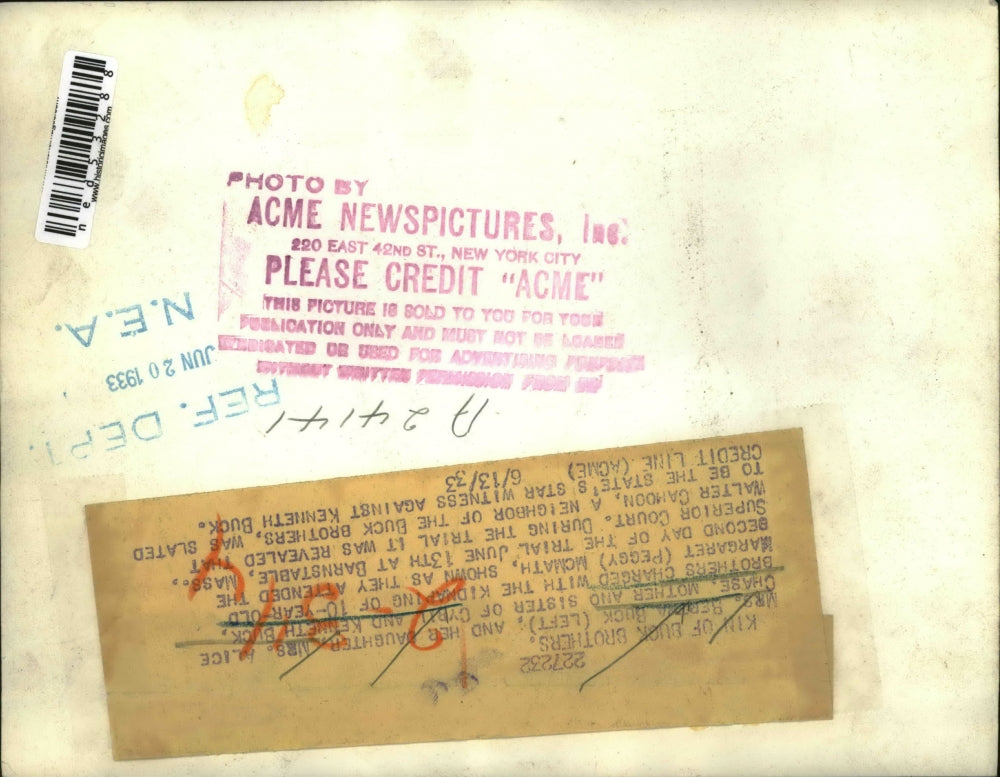 www.historicimages.com
ned53288
PHOTO BY
ACME NEWSPICTURES, Inc.
220 EAST 42ND ST., NEW YORK CITY
PLEASE CREDIT "ACME"
THIS PICTURE IS SOLD TO YOU FOR YOUR
PUBLICATION ONLY AND MUST NOT BE LOANED
SYNDICATED OR USED FOR ADVERTISING PURPOSES
WITHOUT WRITTEN PERMISSION FROM US
REF. DEPT.
JUN 20 1933
N.E.A.
A 24141
227232
KIN OF BUCK BROTHERS.
MRS. BUCK (LEFT), AND HER DAUGHTER MRS. ALICE
CHASE, MOTHER AND SISTER OF CYRIL AND KENNETH BUCK,
BROTHERS CHARGED WITH THE KIDNAPING OF 10-YEAR-OLD
MARGARET (PEGGY) MCMATH, SHOWN AS THEY ATTENDED THE
SECOND DAY OF THE TRIAL JUNE 13TH AT BARNSTABLE, MASS.,
SUPERIOR COURT. DURING THE TRIAL IT WAS REVEALED THAT
WALTER CAHOON, A NEIGHBOR OF THE BUCK BROTHERS, WAS SLATED
TO BE THE STATE'S STAR WITNESS AGAINST KENNETH BUCK.
CREDIT LINE (ACME) 6/13/33